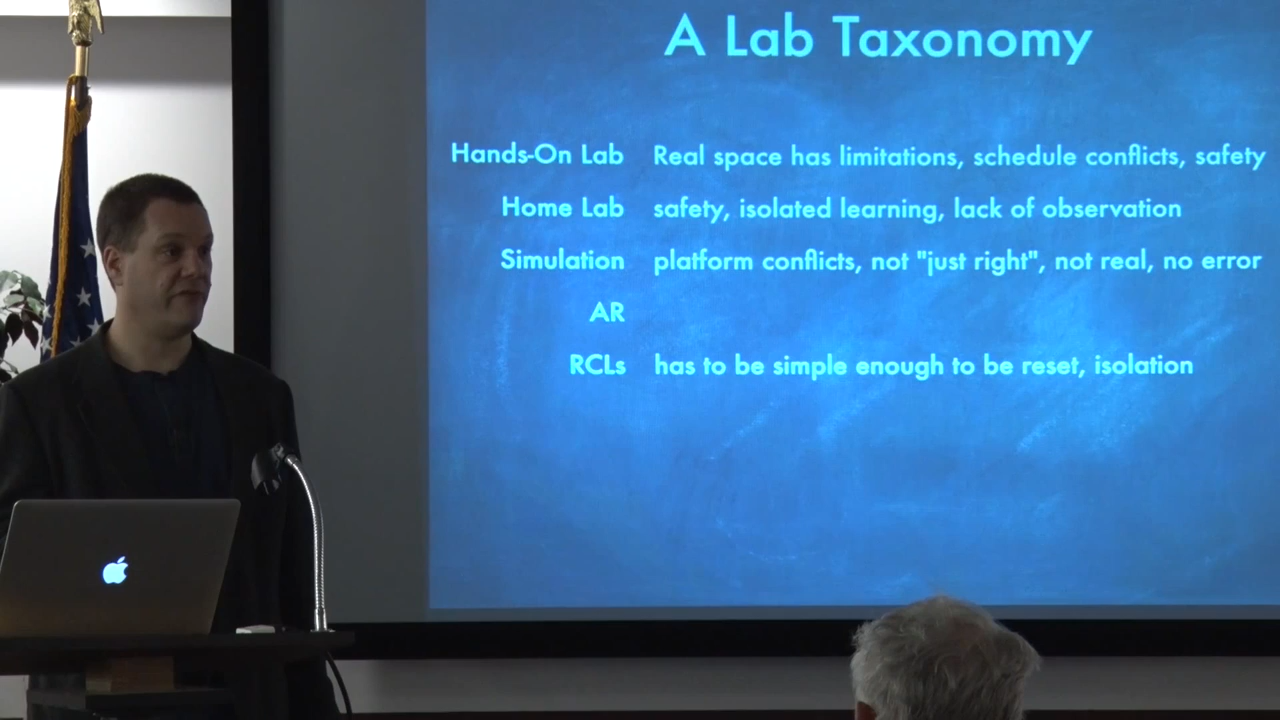 A Lab Taxonomy
Hands-On Lab Real space has limitations, schedule conflicts, safety
Home Lab safety, isolated learning, lack of observation
Simulation platform conflicts, not "just right", not real, no error
AR
RCLs has to be simple enough to be reset, isolation